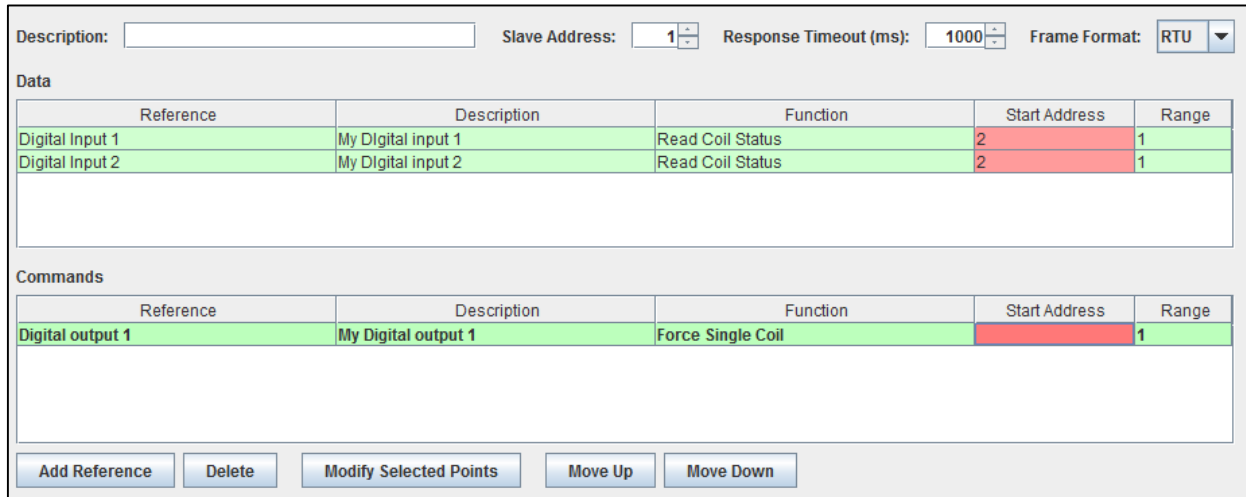 Description: Slave Address: 1 Response Timeout (ms): 1000 Frame Format: RTU
Data
Reference Description Function Start Address Range
Digital Input 1 My DIgital input 1 Read Coil Status 2 1
Digital Input 2 My DIgital input 2 Read Coil Status 2 1
Commands
Reference Description Function Start Address Range
Digital output 1 My Digital output 1 Force Single Coil 1
Add Reference Delete Modify Selected Points Move Up Move Down